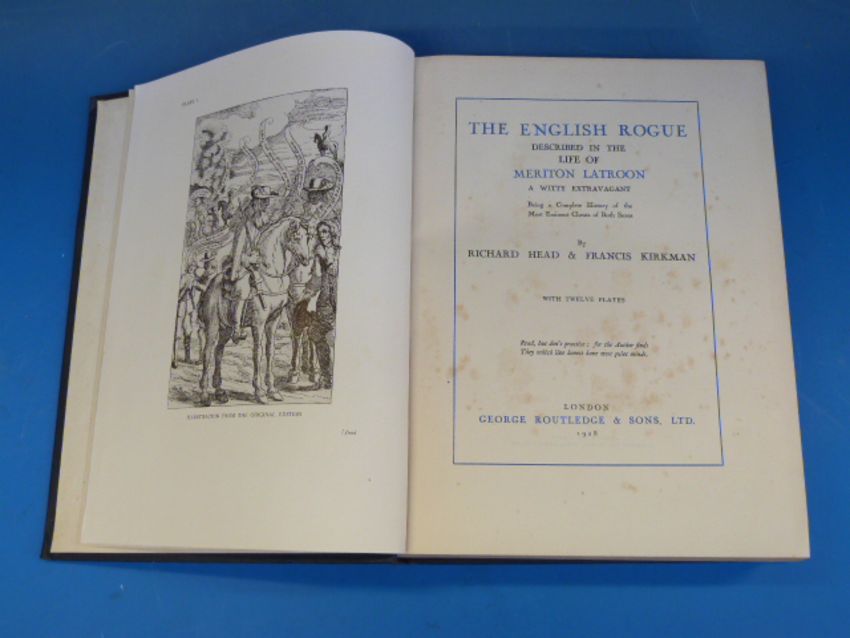 PLATE I
ILLUSTRATION FROM THE ORIGINAL EDITION
THE ENGLISH ROGUE
DESCRIBED IN THE
LIFE OF
MERITON LATROON
A WITTY EXTRAVAGANT
Being a Complete History of the
Most Eminent Cheats of Both Sexes
By
RICHARD HEAD & FRANCIS KIRKMAN
WITH TWELVE PLATES
Read, but don't practice: for the Author finds
They which live honest have most quiet minds.
LONDON
GEORGE ROUTLEDGE & SONS, LTD.
1928